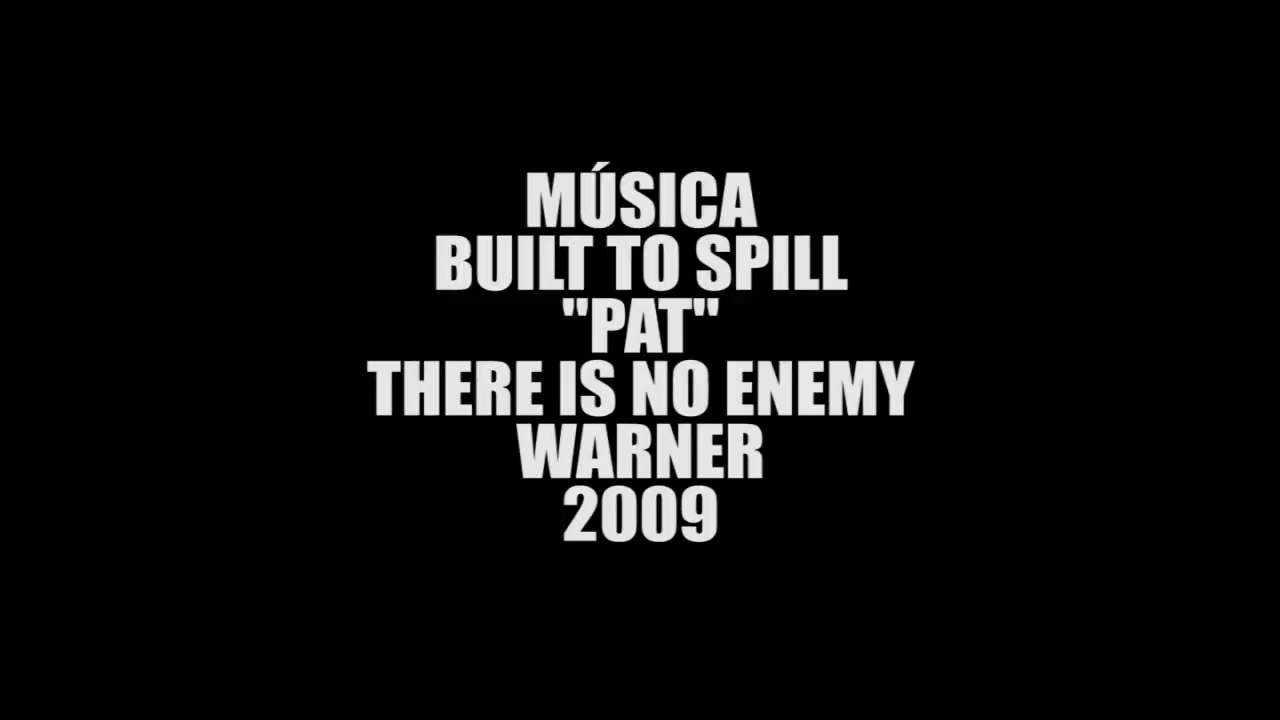 MÚSICA
BUILT TO SPILL
"PAT"
THERE IS NO ENEMY
WARNER
2009